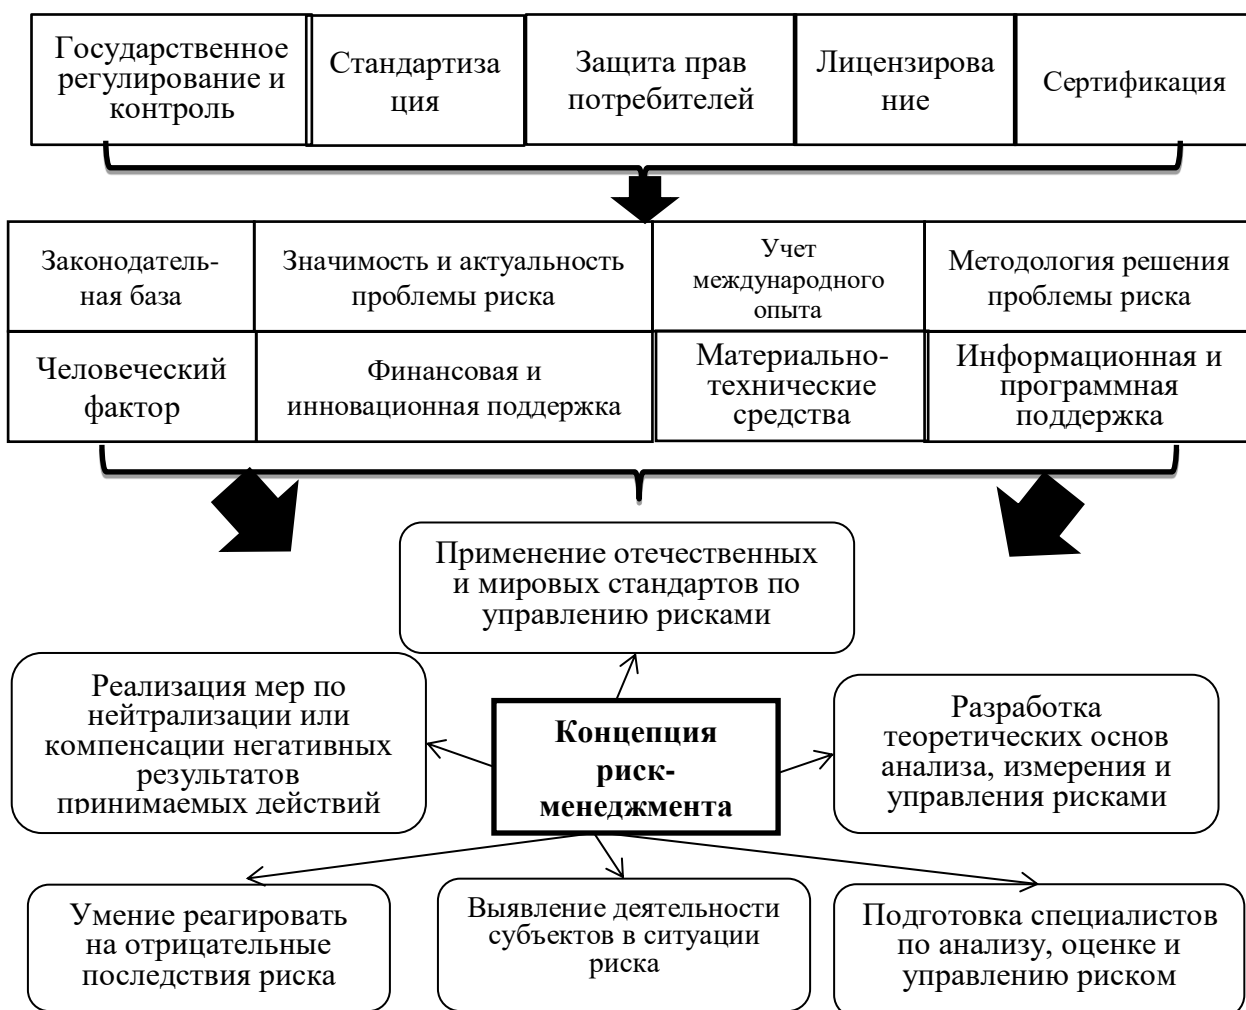 Государственное
регулирование и
контроль
Стандартиза
ция
Защита прав
потребителей
Лицензирова
ние
Сертификация
Законодатель-
ная база
Значимость и актуальность
проблемы риска
Учет
международного
опыта
Методология решения
проблемы риска
Человеческий
фактор
Финансовая и
инновационная поддержка
Материально-
технические
средства
Информационная и
программная
поддержка
Применение отечественных
и мировых стандартов по
управлению рисками
Реализация мер по
нейтрализации или
компенсации негативных
результатов
принимаемых действий
Концепция
риск-
менеджмента
Разработка
теоретических основ
анализа, измерения и
управления рисками
Умение реагировать
на отрицательные
последствия риска
Выявление деятельности
субъектов в ситуации
риска
Подготовка специалистов
по анализу, оценке и
управлению риском